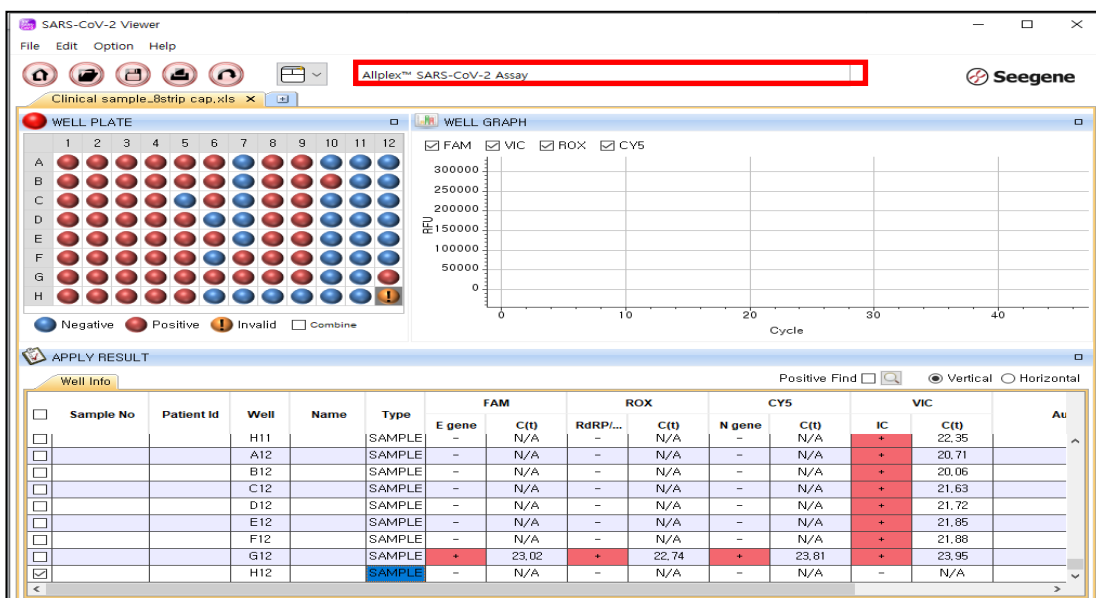 SARS-CoV-2 Viewer
File Edit Option Help
Allplex™ SARS-CoV-2 Assay
Seegene
Clinical sample_8strip cap,xls
WELL PLATE
WELL GRAPH
1 2 3 4 5 6 7 8 9 10 11 12
A
B
C
D
E
F
G
H
Negative Positive Invalid Combine
FAM VIC ROX CY5
RFU
300000
250000
200000
150000
100000
50000
0
0 10 20 30 40
Cycle
APPLY RESULT
Well Info
Positive Find Vertical Horizontal
FAM ROX CY5 VIC
Sample No Patient Id Well Name Type E gene C(t) RdRP/... C(t) N gene C(t) IC C(t) Au
H11 SAMPLE - N/A - N/A - N/A + 22,35
A12 SAMPLE - N/A - N/A - N/A + 20,71
B12 SAMPLE - N/A - N/A - N/A + 20,06
C12 SAMPLE - N/A - N/A - N/A + 21,63
D12 SAMPLE - N/A - N/A - N/A + 21,72
E12 SAMPLE - N/A - N/A - N/A + 21,85
F12 SAMPLE - N/A - N/A - N/A + 21,88
G12 SAMPLE + 23,02 + 22,74 + 23,81 + 23,95
H12 SAMPLE - N/A - N/A - N/A - N/A